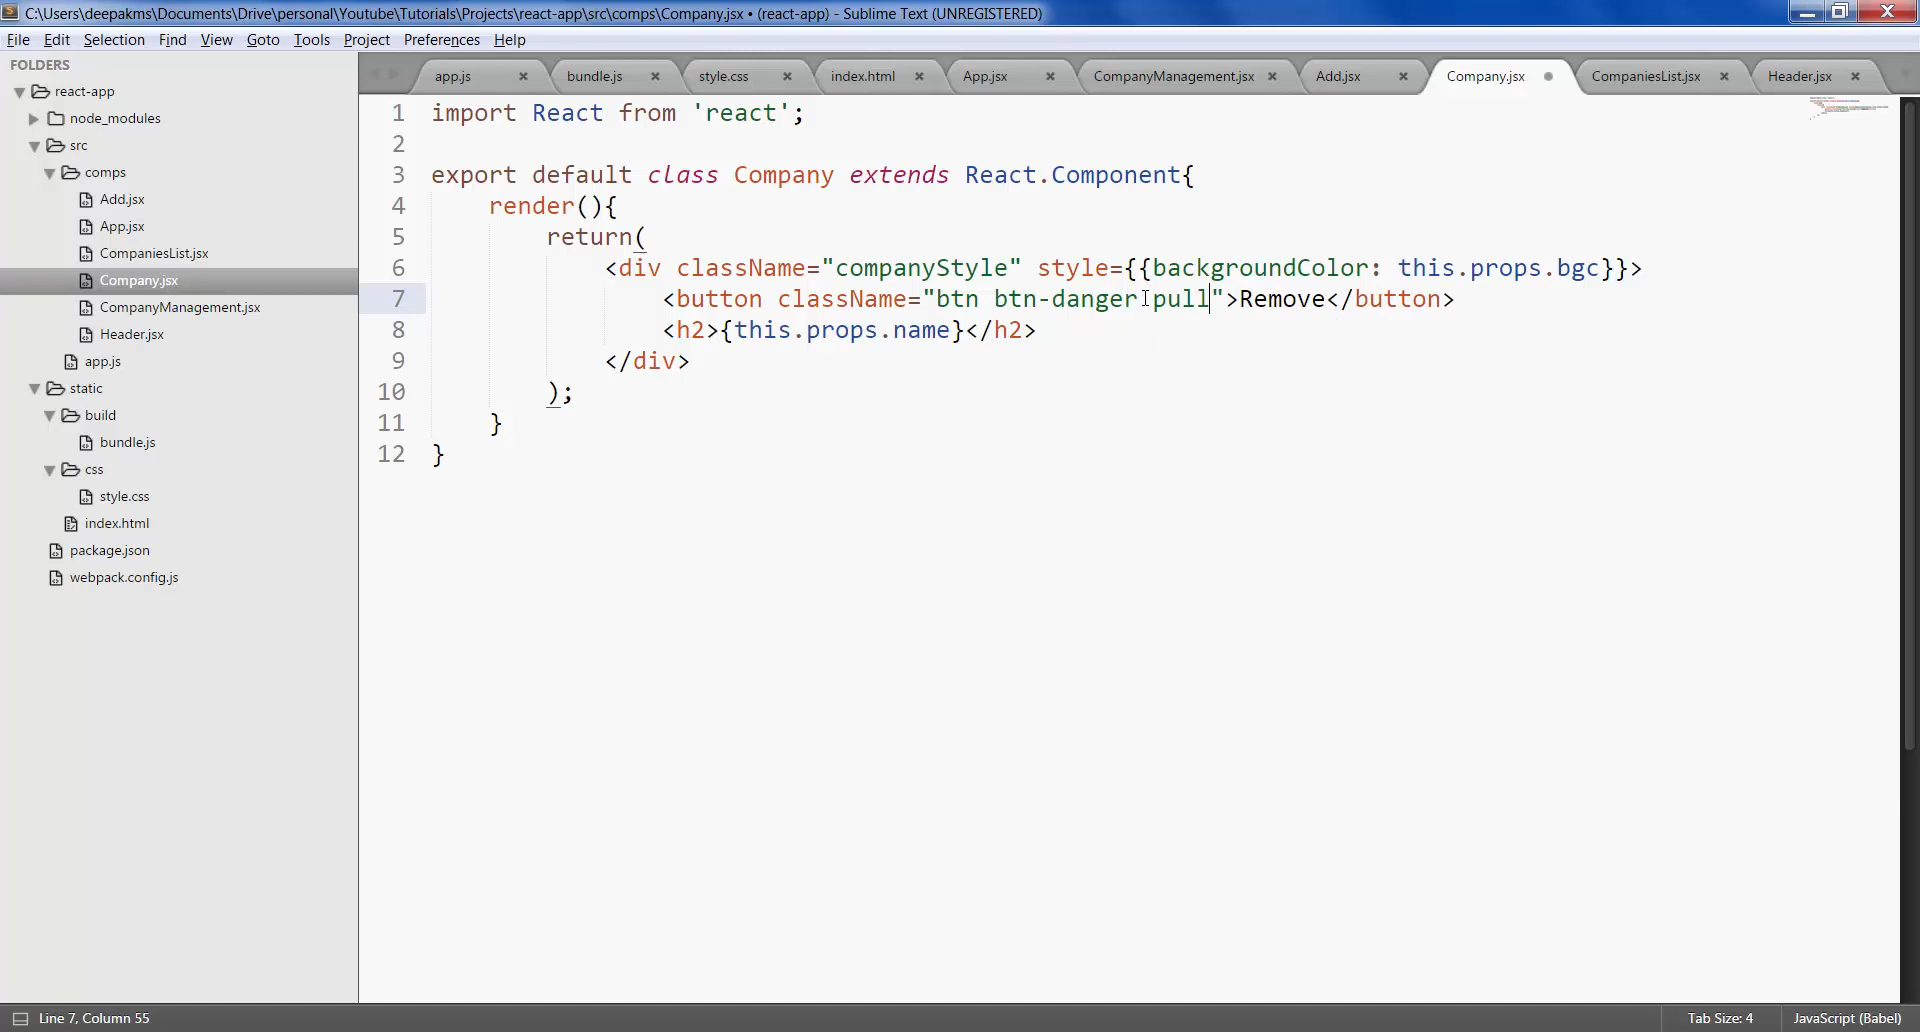 C:\Users\deepakms\Documents\Drive\personal\Youtube\Tutorials\Projects\react-app\src\comps\Company.jsx • (react-app) - Sublime Text (UNREGISTERED)
File Edit Selection Find View Goto Tools Project Preferences Help
FOLDERS
react-app
node_modules
src
comps
Add.jsx
App.jsx
CompaniesList.jsx
Company.jsx
CompanyManagement.jsx
Header.jsx
app.js
static
build
bundle.js
css
style.css
index.html
package.json
webpack.config.js
app.js bundle.js style.css index.html App.jsx CompanyManagement.jsx Add.jsx Company.jsx CompaniesList.jsx Header.jsx
1 import React from 'react';
2
3 export default class Company extends React.Component{
4 render(){
5 return(
6 <div className="companyStyle" style={{backgroundColor: this.props.bgc}}>
7 <button className="btn btn-danger pull">Remove</button>
8 <h2>{this.props.name}</h2>
9 </div>
10 );
11 }
12 }
Line 7, Column 55 Tab Size: 4 JavaScript (Babel)